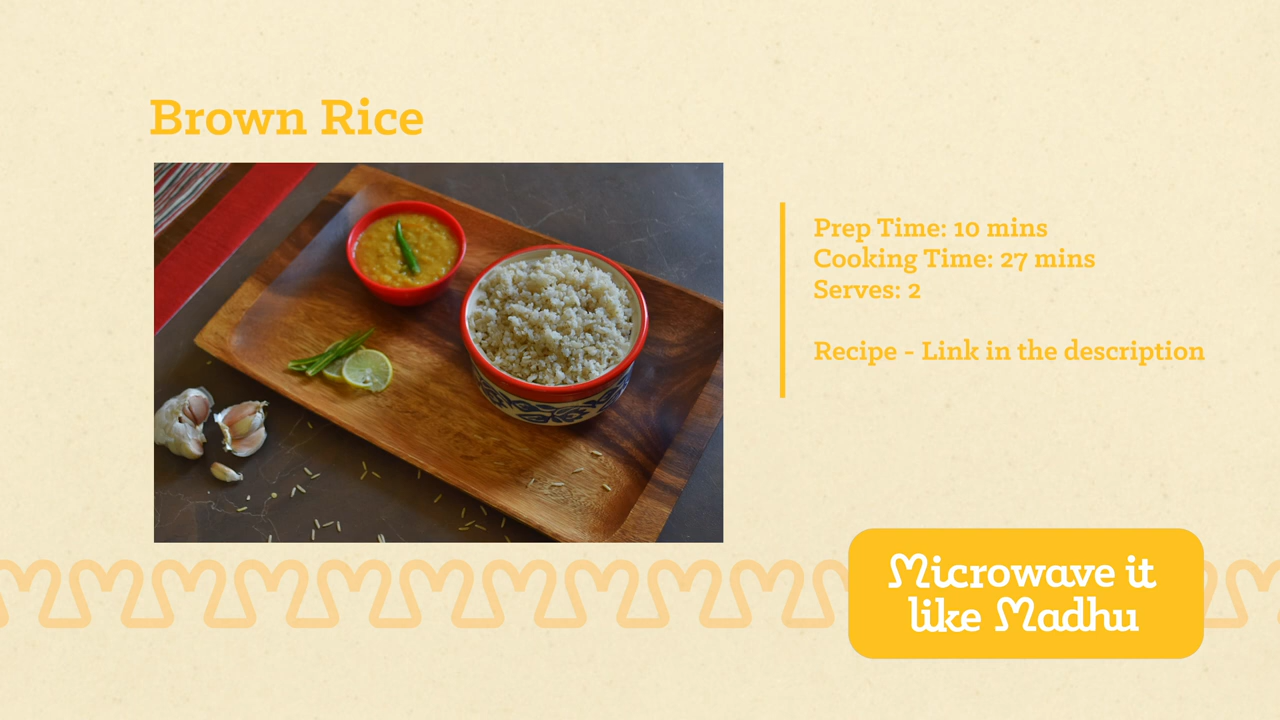 Brown Rice
Prep Time: 10 mins
Cooking Time: 27 mins
Serves: 2
Recipe - Link in the description
Microwave it
like Madhu